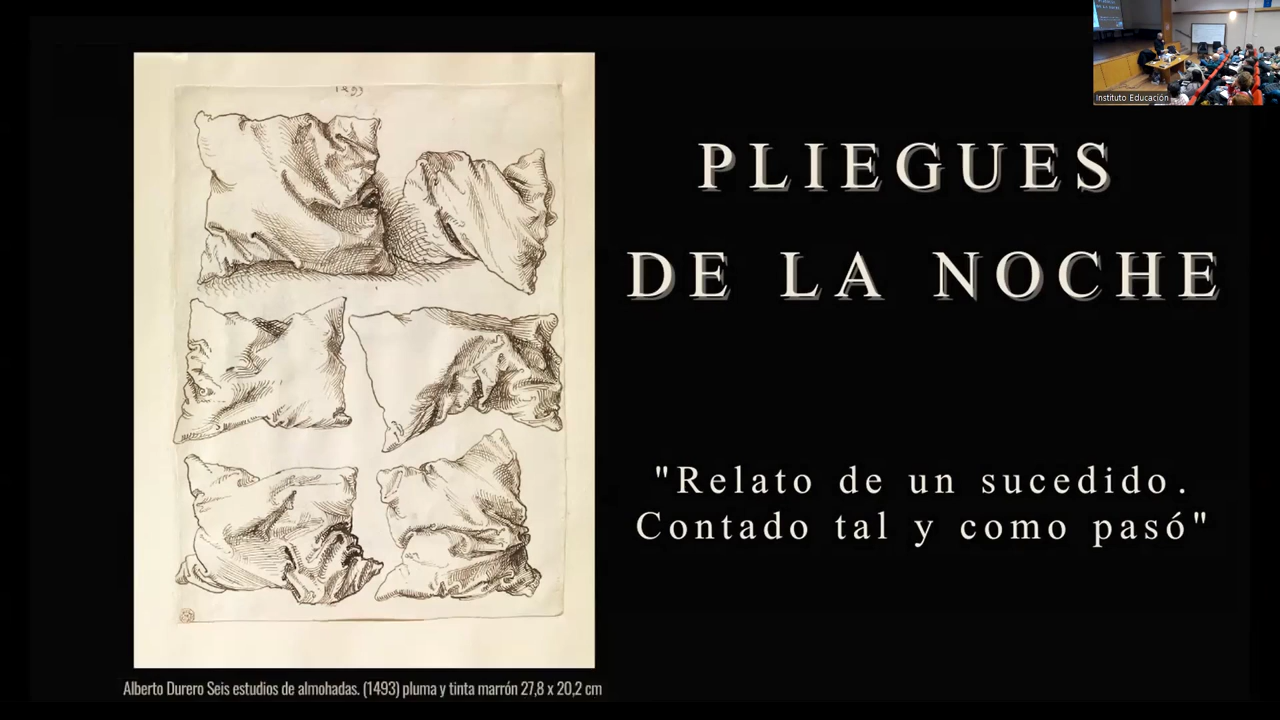 1493
PLIEGUES
DE LA NOCHE
"Relato de un sucedido.
Contado tal y como pasó"
Alberto Durero Seis estudios de almohadas. (1493) pluma y tinta marrón 27,8 x 20,2 cm
Instituto Educación